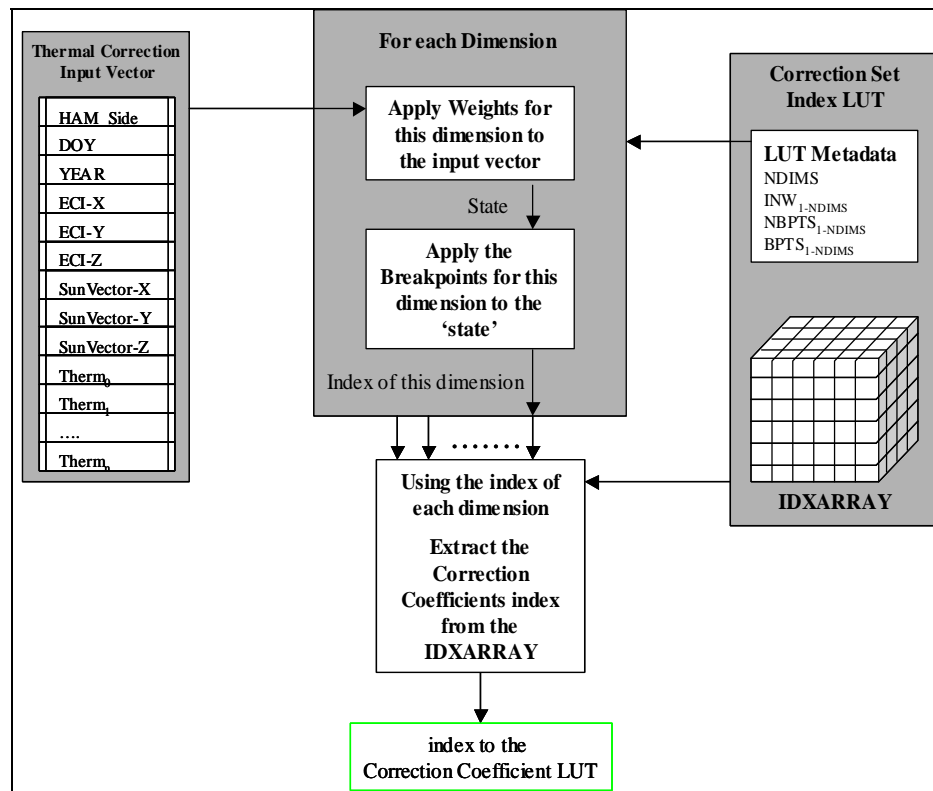 Thermal Correction
Input Vector
HAM_Side
DOY
YEAR
ECI-X
ECI-Y
ECI-Z
SunVector-X
SunVector-Y
SunVector-Z
Therm0
Therm1
....
Thermn
For each Dimension
Apply Weights for
this dimension to
the input vector
State
Apply the
Breakpoints for this
dimension to the
‘state’
Index of this dimension
.......
Using the index of
each dimension
Extract the
Correction
Coefficients index
from the
IDXARRAY
index to the
Correction Coefficient LUT
Correction Set
Index LUT
LUT Metadata
NDIMS
INW1-NDIMS
NBPTS1-NDIMS
BPTS1-NDIMS
IDXARRAY